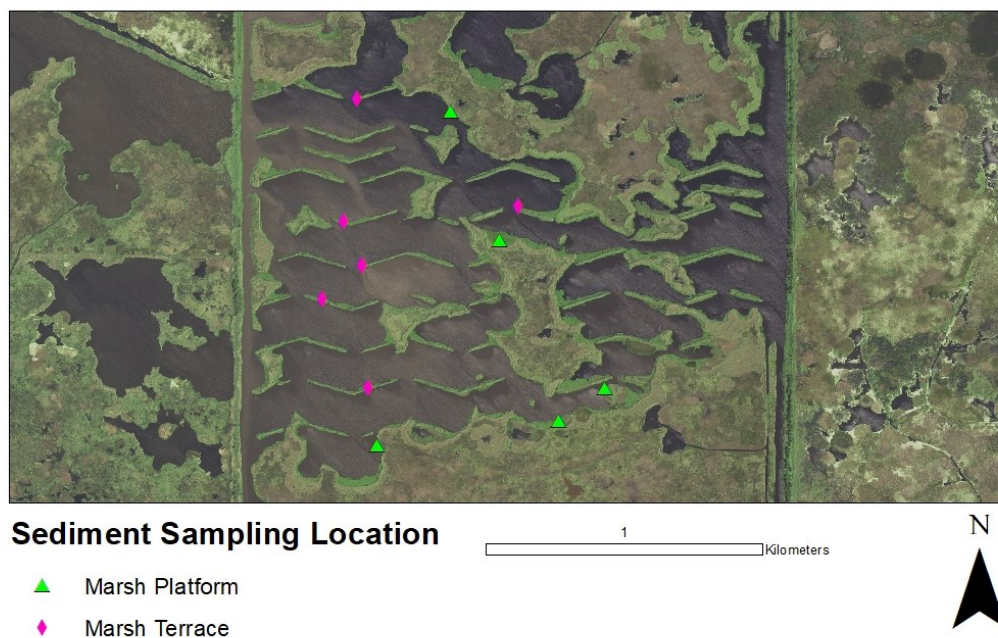 Sediment Sampling Location
1
Kilometers
N
Marsh Platform
Marsh Terrace